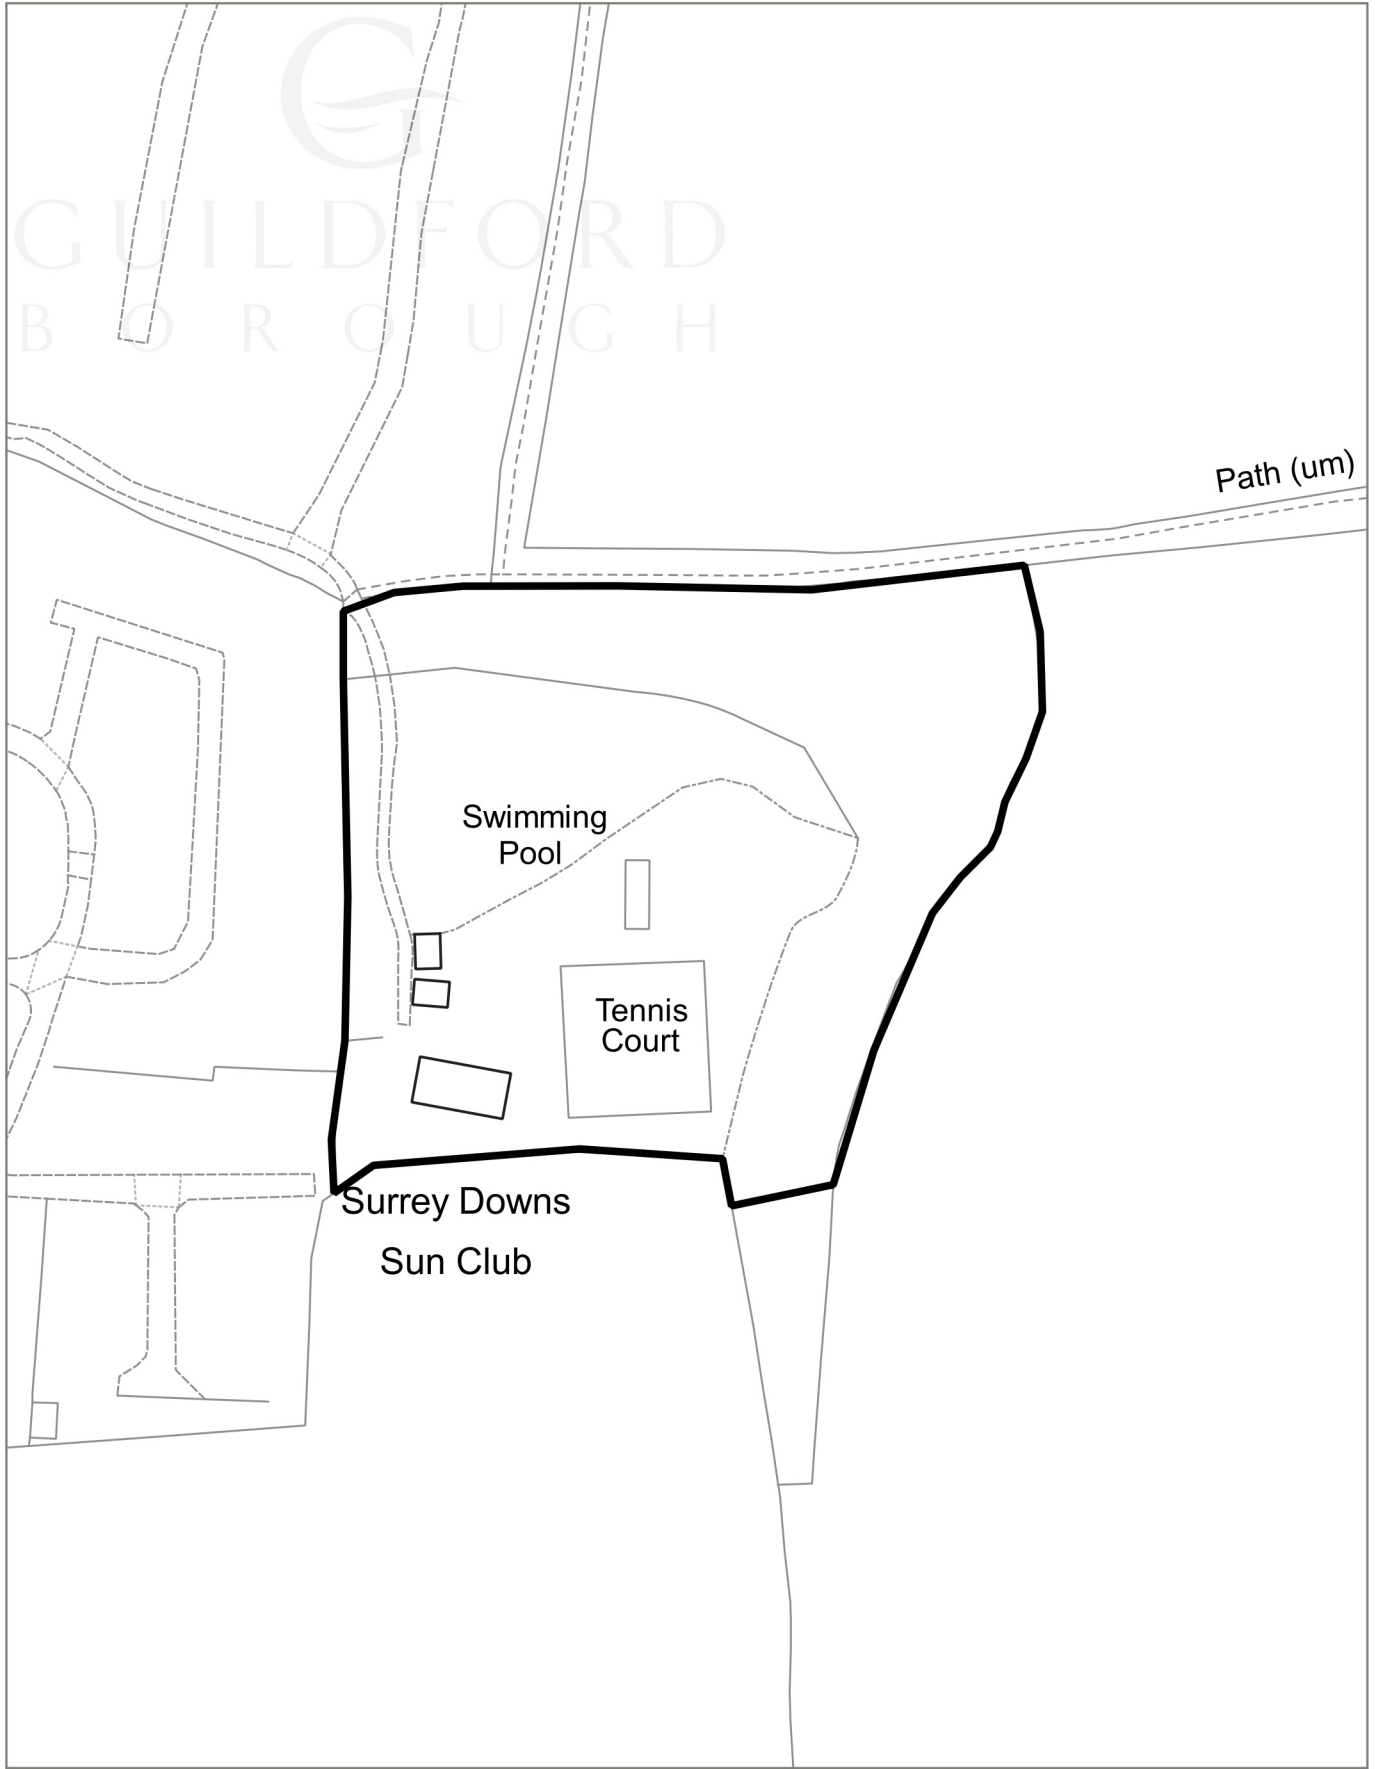 G
GUILDFORD
BOROUGH
Path (um)
Swimming
Pool
Tennis
Court
Surrey Downs
Sun Club